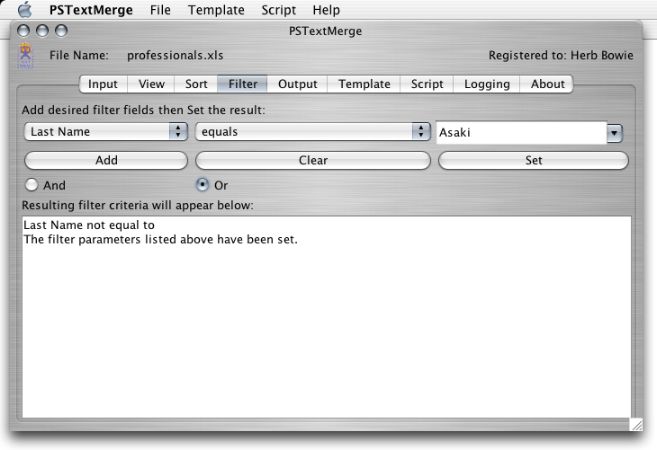 PSTextMerge File Template Script Help
PSTextMerge
File Name: professionals.xls Registered to: Herb Bowie
Input View Sort Filter Output Template Script Logging About
Add desired filter fields then Set the result:
Last Name equals Asaki
Add Clear Set
And Or
Resulting filter criteria will appear below:
Last Name not equal to
The filter parameters listed above have been set.